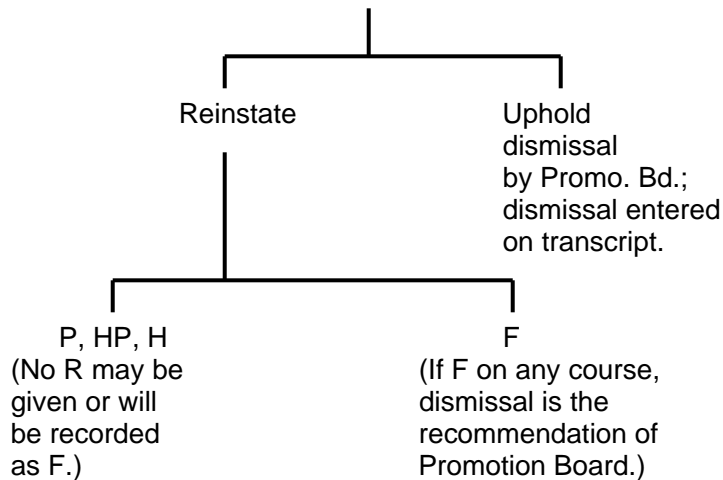 Reinstate
Uphold
dismissal
by Promo. Bd.;
dismissal entered
on transcript.
P, HP, H
(No R may be
given or will
be recorded
as F.)
F
(If F on any course,
dismissal is the
recommendation of
Promotion Board.)